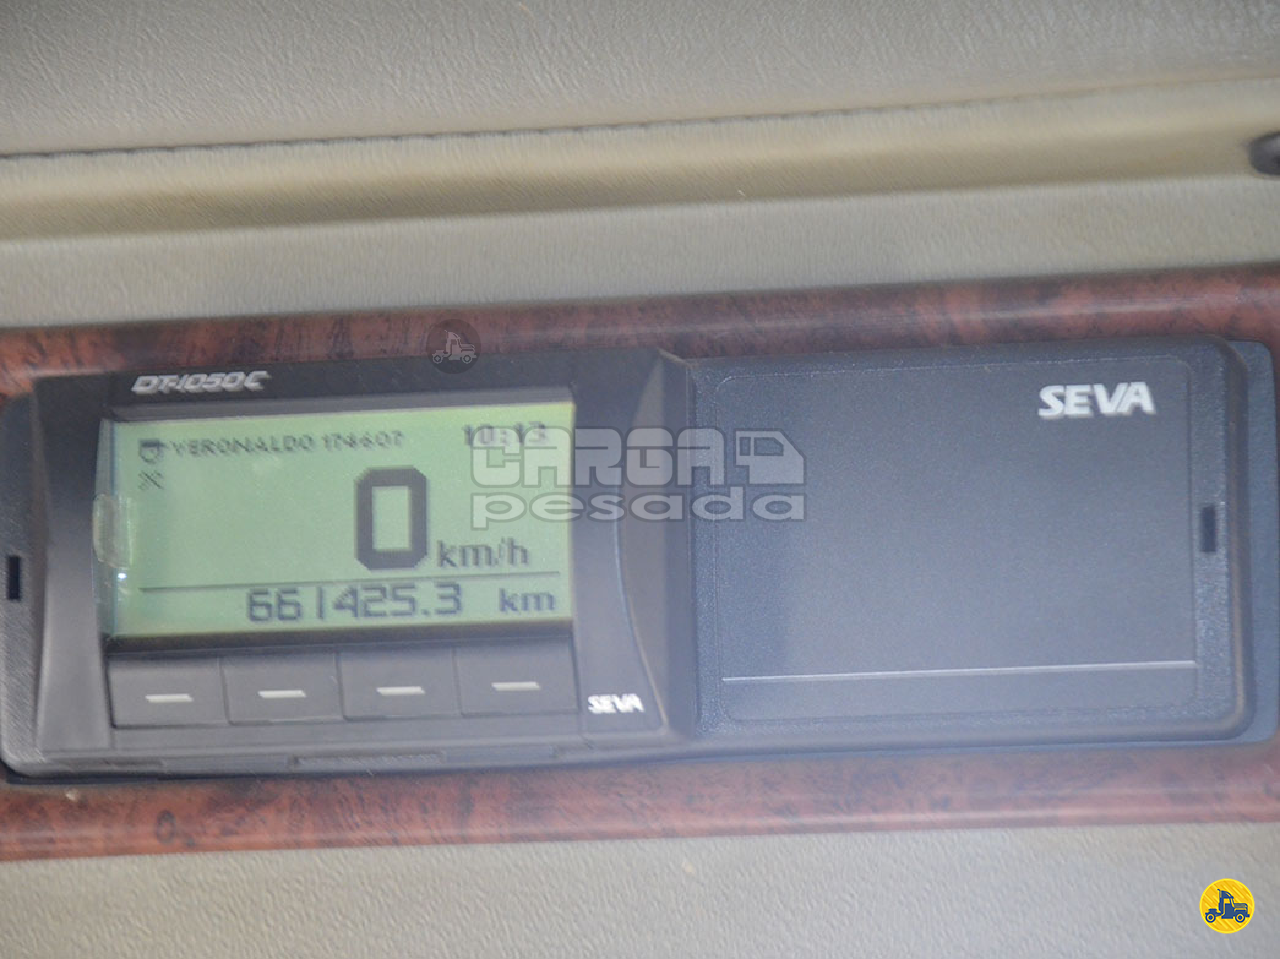 DT-1050C
SEVA
VERONALDO 174607 10:13
0 km/h
661425.3 km
SEVA
CARGA
pesada